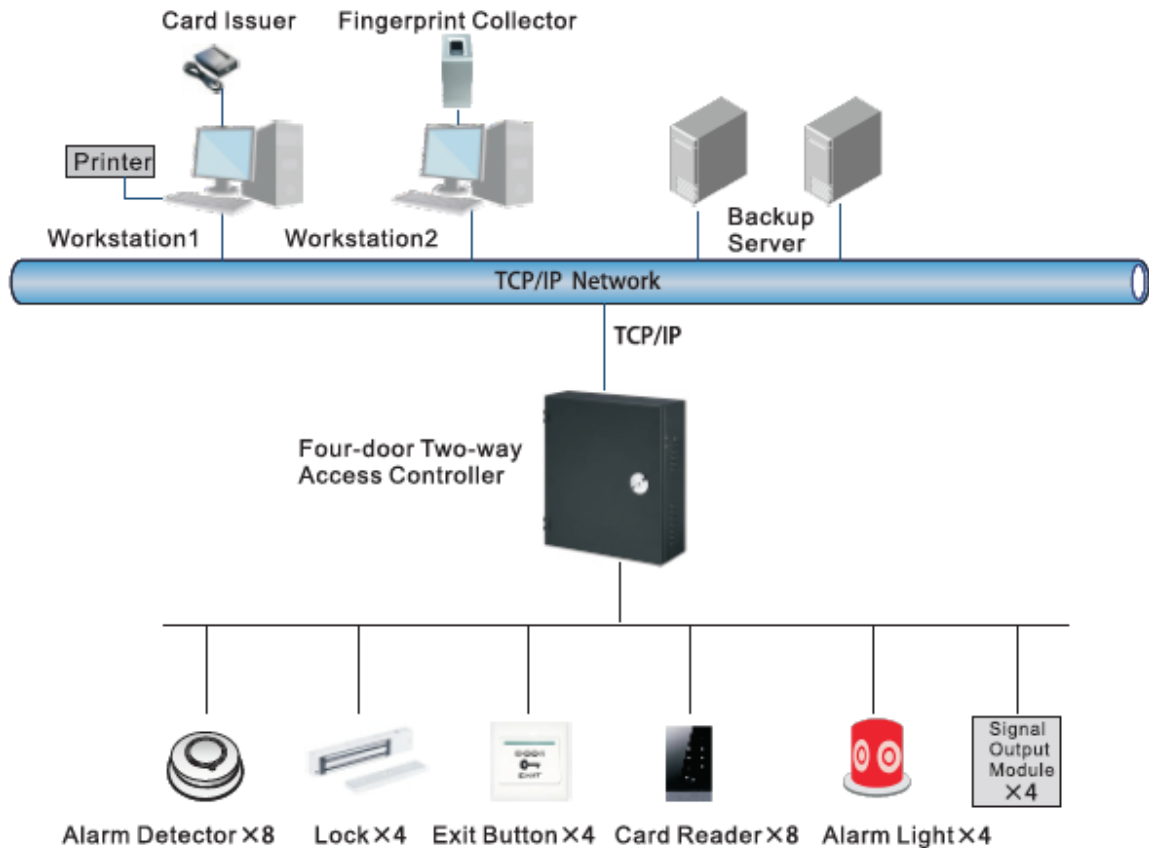 Card Issuer
Fingerprint Collector
Printer
Workstation1
Workstation2
Backup
Server
TCP/IP Network
TCP/IP
Four-door Two-way
Access Controller
EXIT
Signal
Output
Module
×4
Alarm Detector×8
Lock×4
Exit Button×4
Card Reader×8
Alarm Light×4